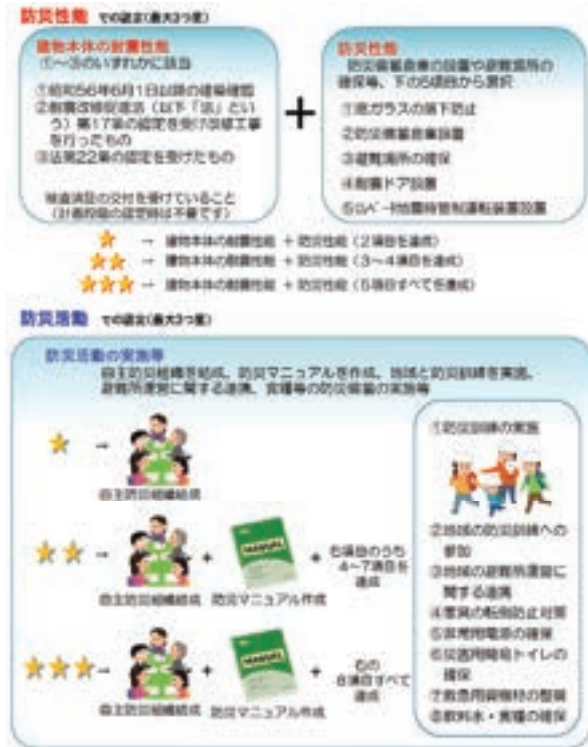 防災性能 での認定(最大3つ星)
建物本体の耐震性能
①~③のいずれかに該当
①昭和56年6月1日以降の建築確認
②耐震改修促進法(以下「法」とい
う)第17条の認定を受け改修工事
を行ったもの
③法第22条の認定を受けたもの
検査済証の交付を受けていること
(計画段階の認定時は不要です)
+
防災性能
防災備蓄倉庫の設置や避難場所の
確保等、下の5項目から選択
①窓ガラスの落下防止
②防災備蓄倉庫設置
③避難場所の確保
④耐震ドア設置
⑤エレベータ地震時管制運転装置設置
→ 建物本体の耐震性能 + 防災性能(2項目を達成)
→ 建物本体の耐震性能 + 防災性能(3~4項目を達成)
→ 建物本体の耐震性能 + 防災性能(5項目すべてを達成)
防災活動 での認定(最大3つ星)
防災活動の実施等
自主防災組織を結成、防災マニュアルを作成、地域と防災訓練を実施、
避難所運営に関する連携、食糧等の防災備蓄の実施等
→
自主防災組織結成
→ + MANUAL + 右項目のうち
4~7項目を
達成
自主防災組織結成 防災マニュアル作成
→ + MANUAL + 右の
8項目すべて
達成
自主防災組織結成 防災マニュアル作成
①防災訓練の実施
②地域の防災訓練への
参加
③地域の避難所運営に
関する連携
④家具の転倒防止対策
⑤非常用電源の確保
⑥災害用簡易トイレの
確保
⑦救急用資機材の整備
⑧飲料水・食糧の確保